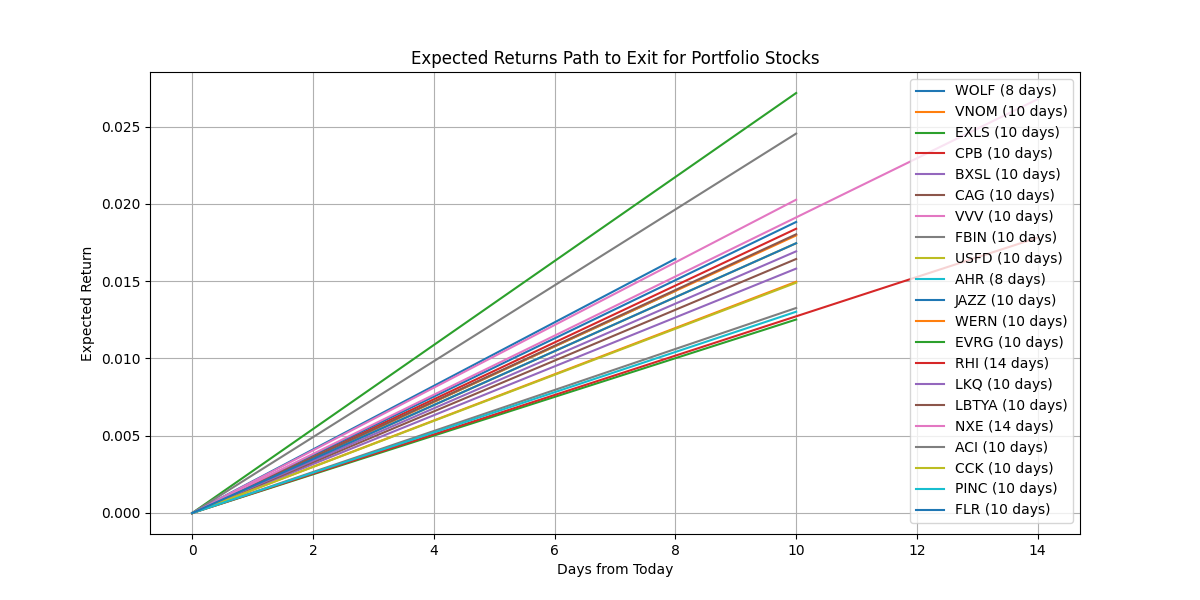 Expected Returns Path to Exit for Portfolio Stocks
Expected Return
0.025
0.020
0.015
0.010
0.005
0.000
0 2 4 6 8 10 12 14
Days from Today
WOLF (8 days)
VNOM (10 days)
EXLS (10 days)
CPB (10 days)
BXSL (10 days)
CAG (10 days)
VVV (10 days)
FBIN (10 days)
USFD (10 days)
AHR (8 days)
JAZZ (10 days)
WERN (10 days)
EVRG (10 days)
RHI (14 days)
LKQ (10 days)
LBTYA (10 days)
NXE (14 days)
ACI (10 days)
CCK (10 days)
PINC (10 days)
FLR (10 days)